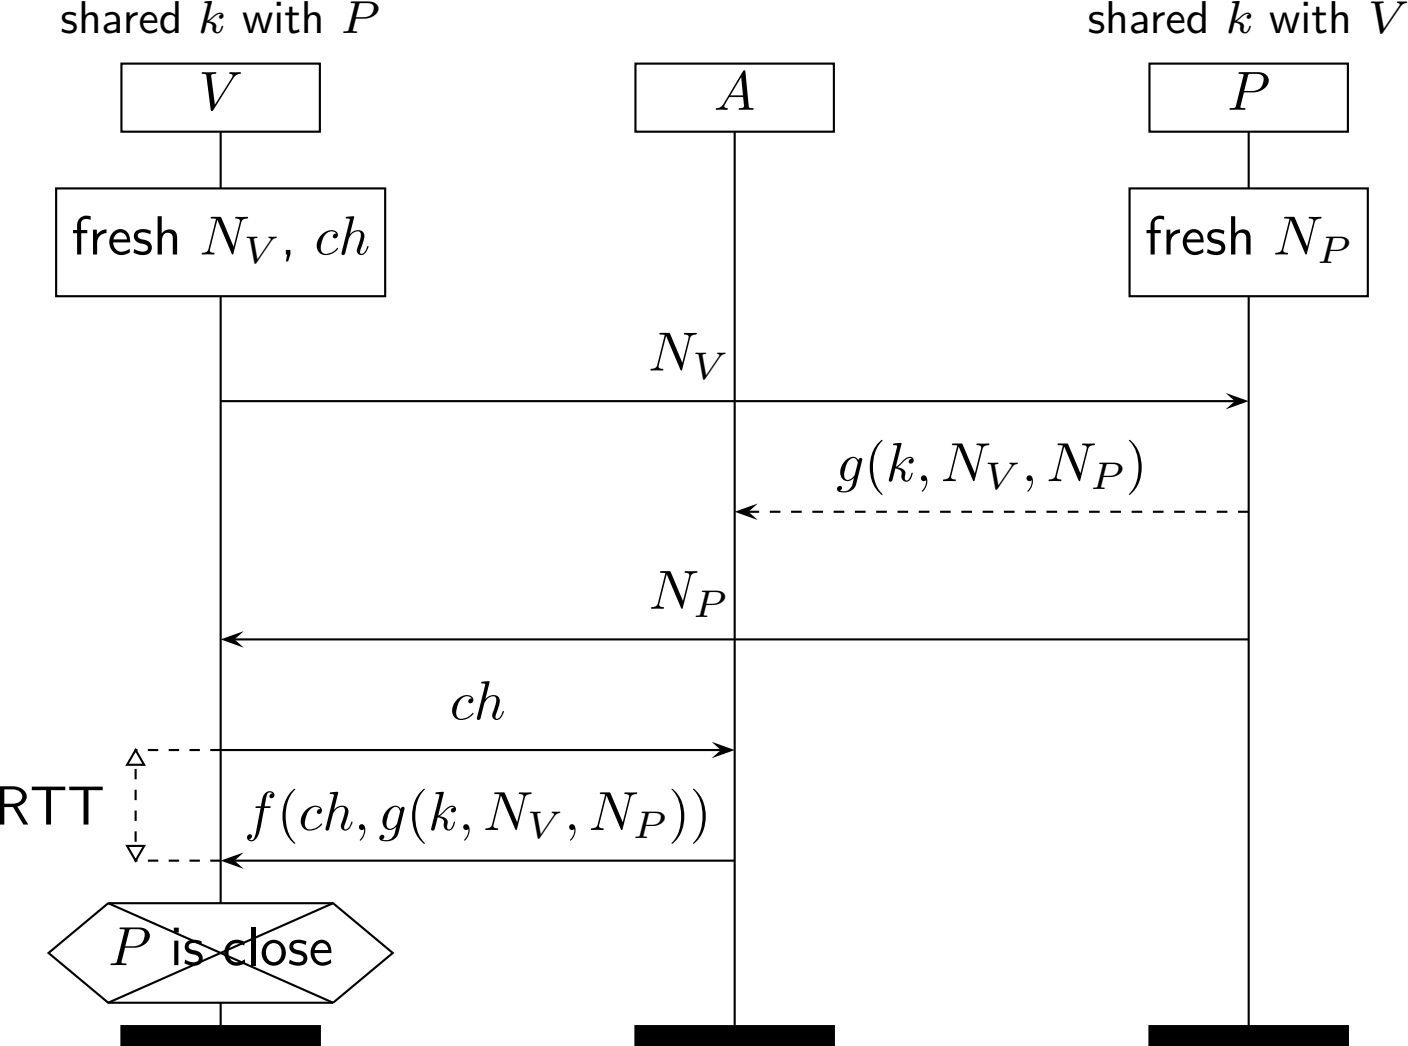 shared k with P
shared k with V
V
A
P
fresh N_V, ch
fresh N_P
N_V
g(k, N_V, N_P)
N_P
ch
RTT
f(ch, g(k, N_V, N_P))
P is close